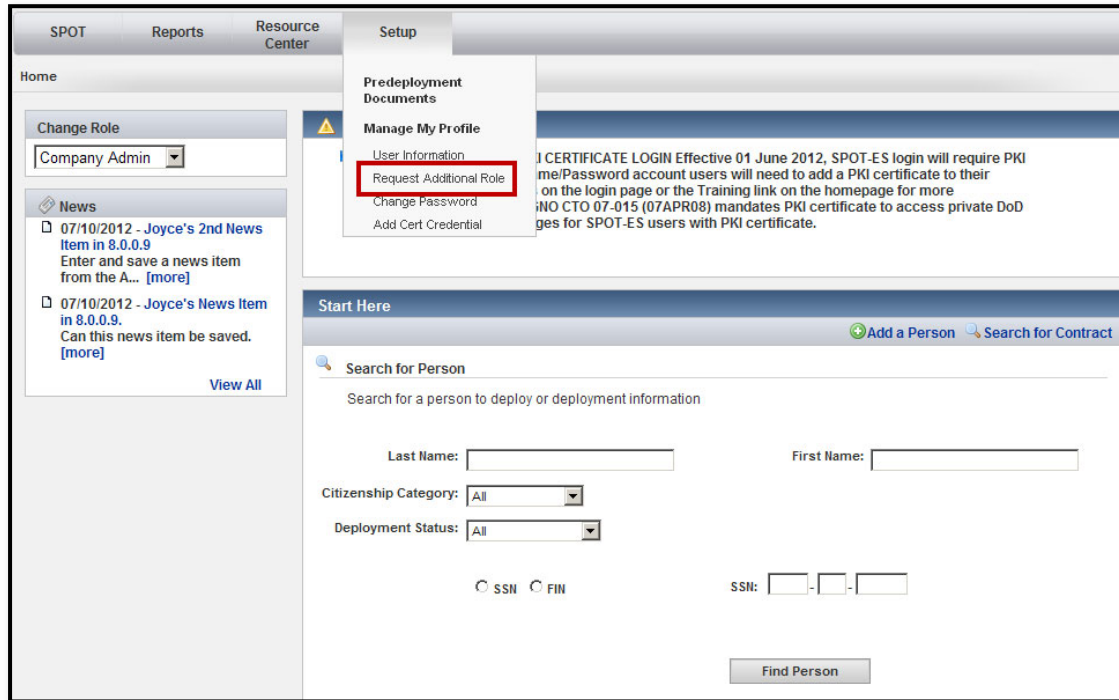 SPOT
Reports
Resource
Center
Setup
Home
Predeployment
Documents
Manage My Profile
User Information
Request Additional Role
Change Password
Add Cert Credential
Change Role
Company Admin
News
07/10/2012 - Joyce's 2nd News
Item in 8.0.0.9
Enter and save a news item
from the A... [more]
07/10/2012 - Joyce's News Item
in 8.0.0.9.
Can this news item be saved.
[more]
View All
KI CERTIFICATE LOGIN Effective 01 June 2012, SPOT-ES login will require PKI
me/Password account users will need to add a PKI certificate to their
s on the login page or the Training link on the homepage for more
GNO CTO 07-015 (07APR08) mandates PKI certificate to access private DoD
ges for SPOT-ES users with PKI certificate.
Start Here
Add a Person Search for Contract
Search for Person
Search for a person to deploy or deployment information
Last Name:
First Name:
Citizenship Category: All
Deployment Status: All
SSN FIN
SSN: - -
Find Person